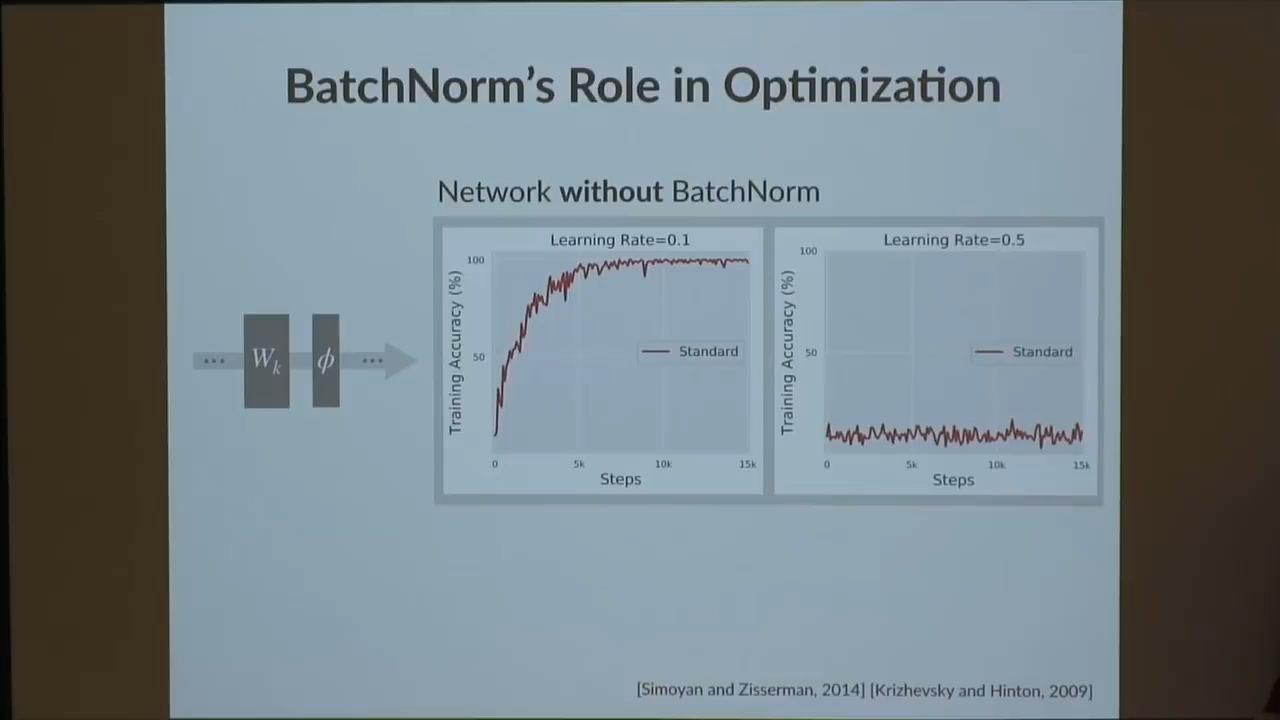 BatchNorm's Role in Optimization
Network without BatchNorm
... W_k ϕ ...
Learning Rate=0.1
100
50
Training Accuracy (%)
Standard
0 5k 10k 15k
Steps
Learning Rate=0.5
100
50
Training Accuracy (%)
Standard
0 5k 10k 15k
Steps
[Simoyan and Zisserman, 2014] [Krizhevsky and Hinton, 2009]